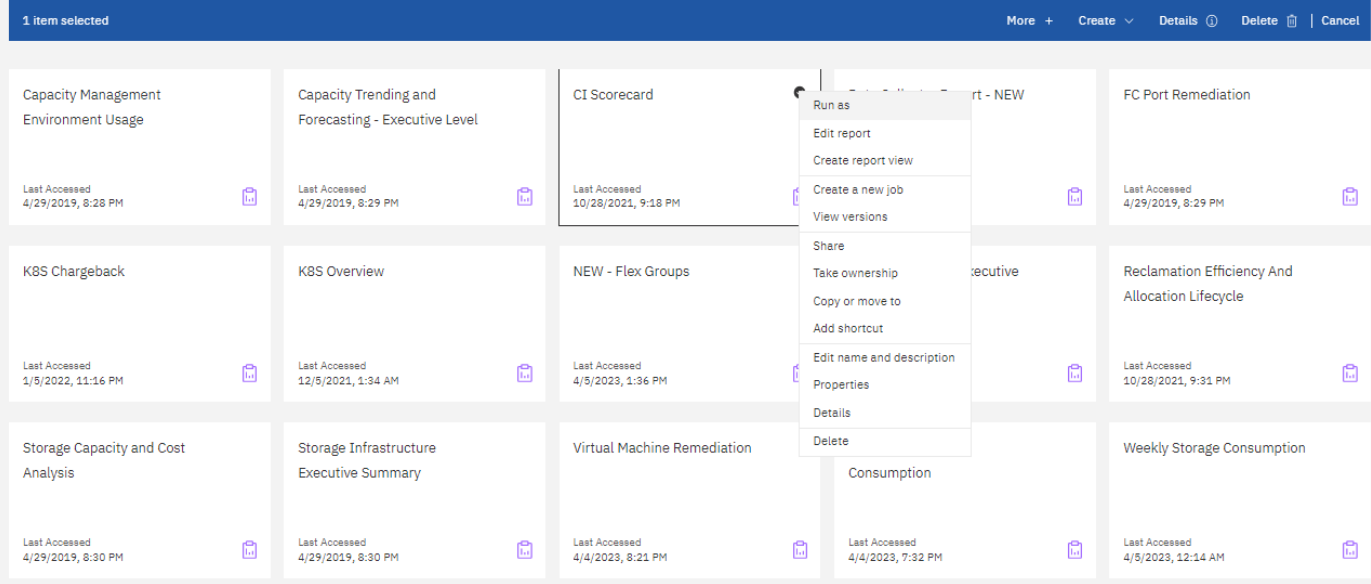 1 item selected
More +
Create
Details
Delete
Cancel
Capacity Management
Environment Usage
Last Accessed
4/29/2019, 8:28 PM
Capacity Trending and
Forecasting - Executive Level
Last Accessed
4/29/2019, 8:29 PM
CI Scorecard
Last Accessed
10/28/2021, 9:18 PM
- NEW
FC Port Remediation
Last Accessed
4/29/2019, 8:29 PM
Run as
Edit report
Create report view
Create a new job
View versions
Share
Take ownership
Copy or move to
Add shortcut
Edit name and description
Properties
Details
Delete
K8S Chargeback
Last Accessed
1/5/2022, 11:16 PM
K8S Overview
Last Accessed
12/5/2021, 1:34 AM
NEW - Flex Groups
Last Accessed
4/5/2023, 1:36 PM
Reclamation Efficiency And
Allocation Lifecycle
Last Accessed
10/28/2021, 9:31 PM
Storage Capacity and Cost
Analysis
Last Accessed
4/29/2019, 8:30 PM
Storage Infrastructure
Executive Summary
Last Accessed
4/29/2019, 8:30 PM
Virtual Machine Remediation
Last Accessed
4/4/2023, 8:21 PM
Consumption
Last Accessed
4/4/2023, 7:32 PM
Weekly Storage Consumption
Last Accessed
4/5/2023, 12:14 AM